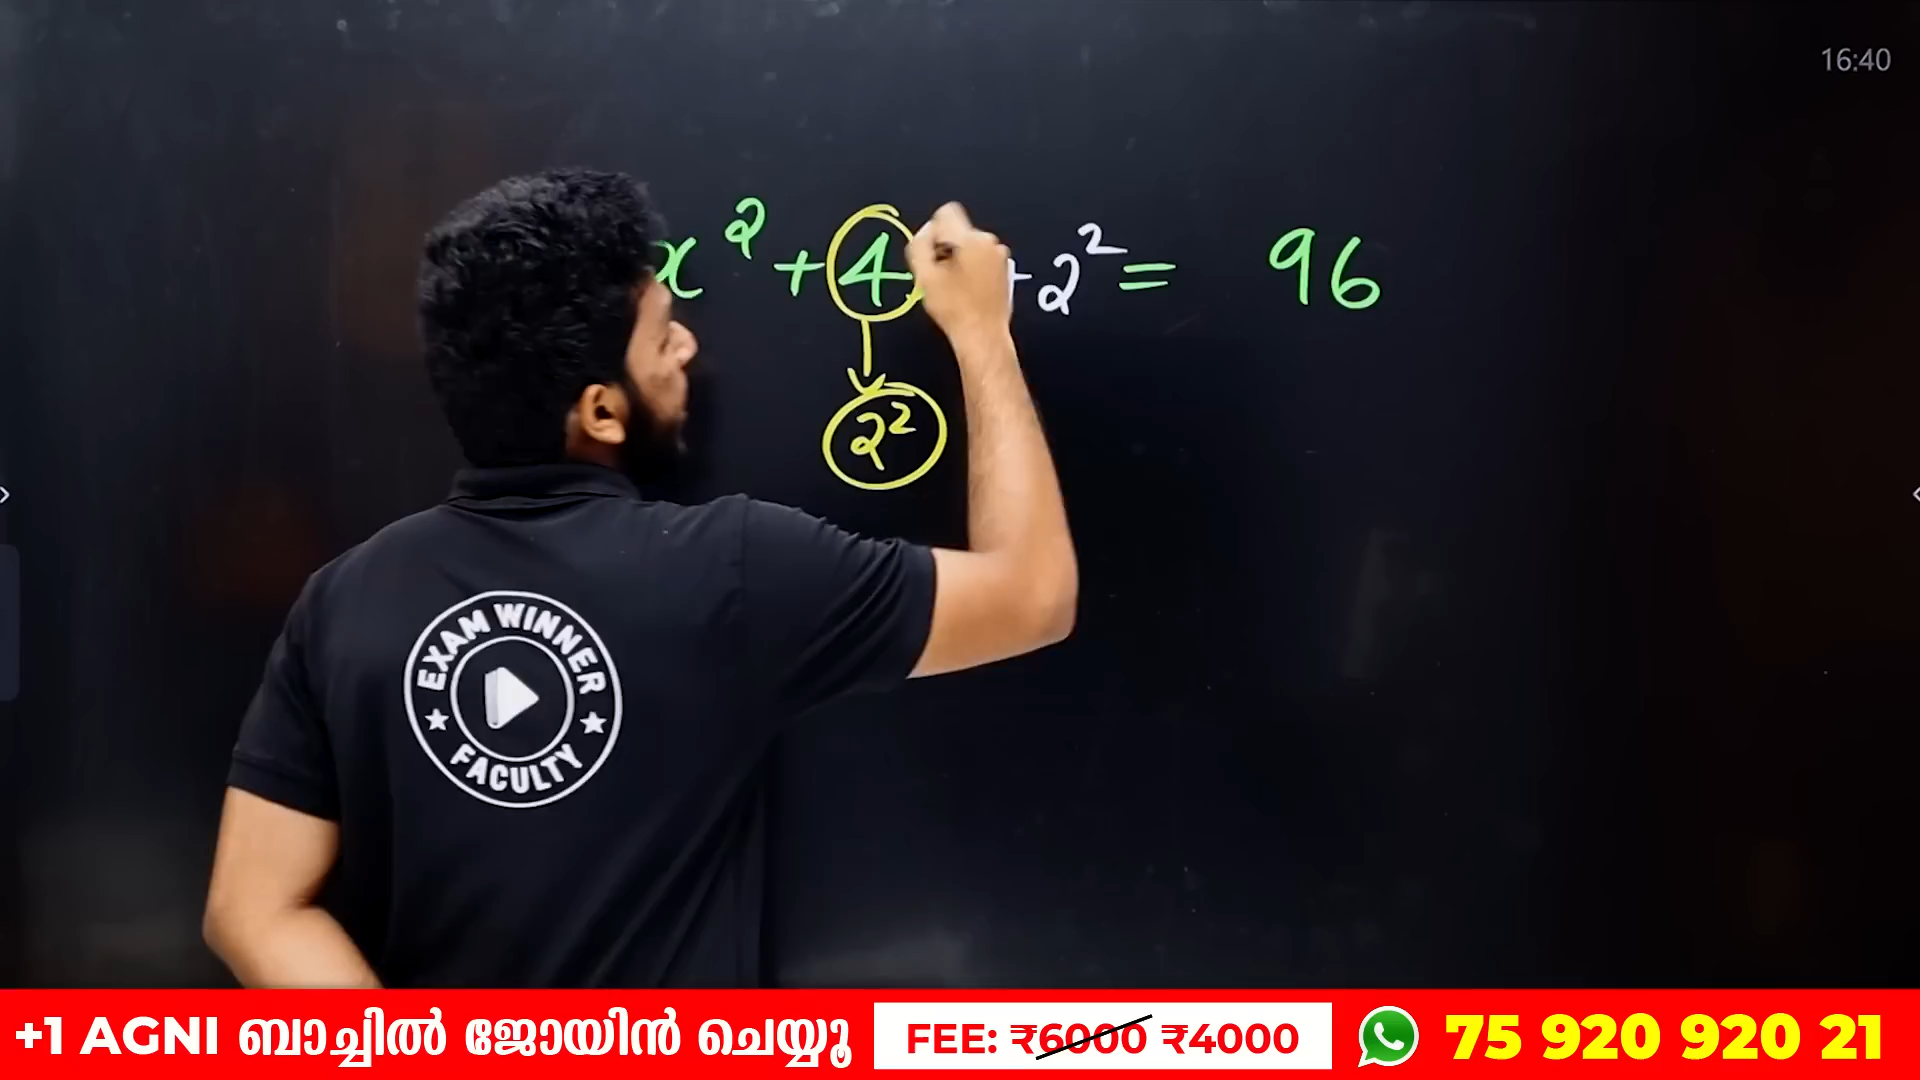 16:40
x² + 4 + 2² = 96
2²
EXAM WINNER
FACULTY
+1 AGNI ബാച്ചിൽ ജോയിൻ ചെയ്യൂ FEE: ₹6000 ₹4000 75 920 920 21